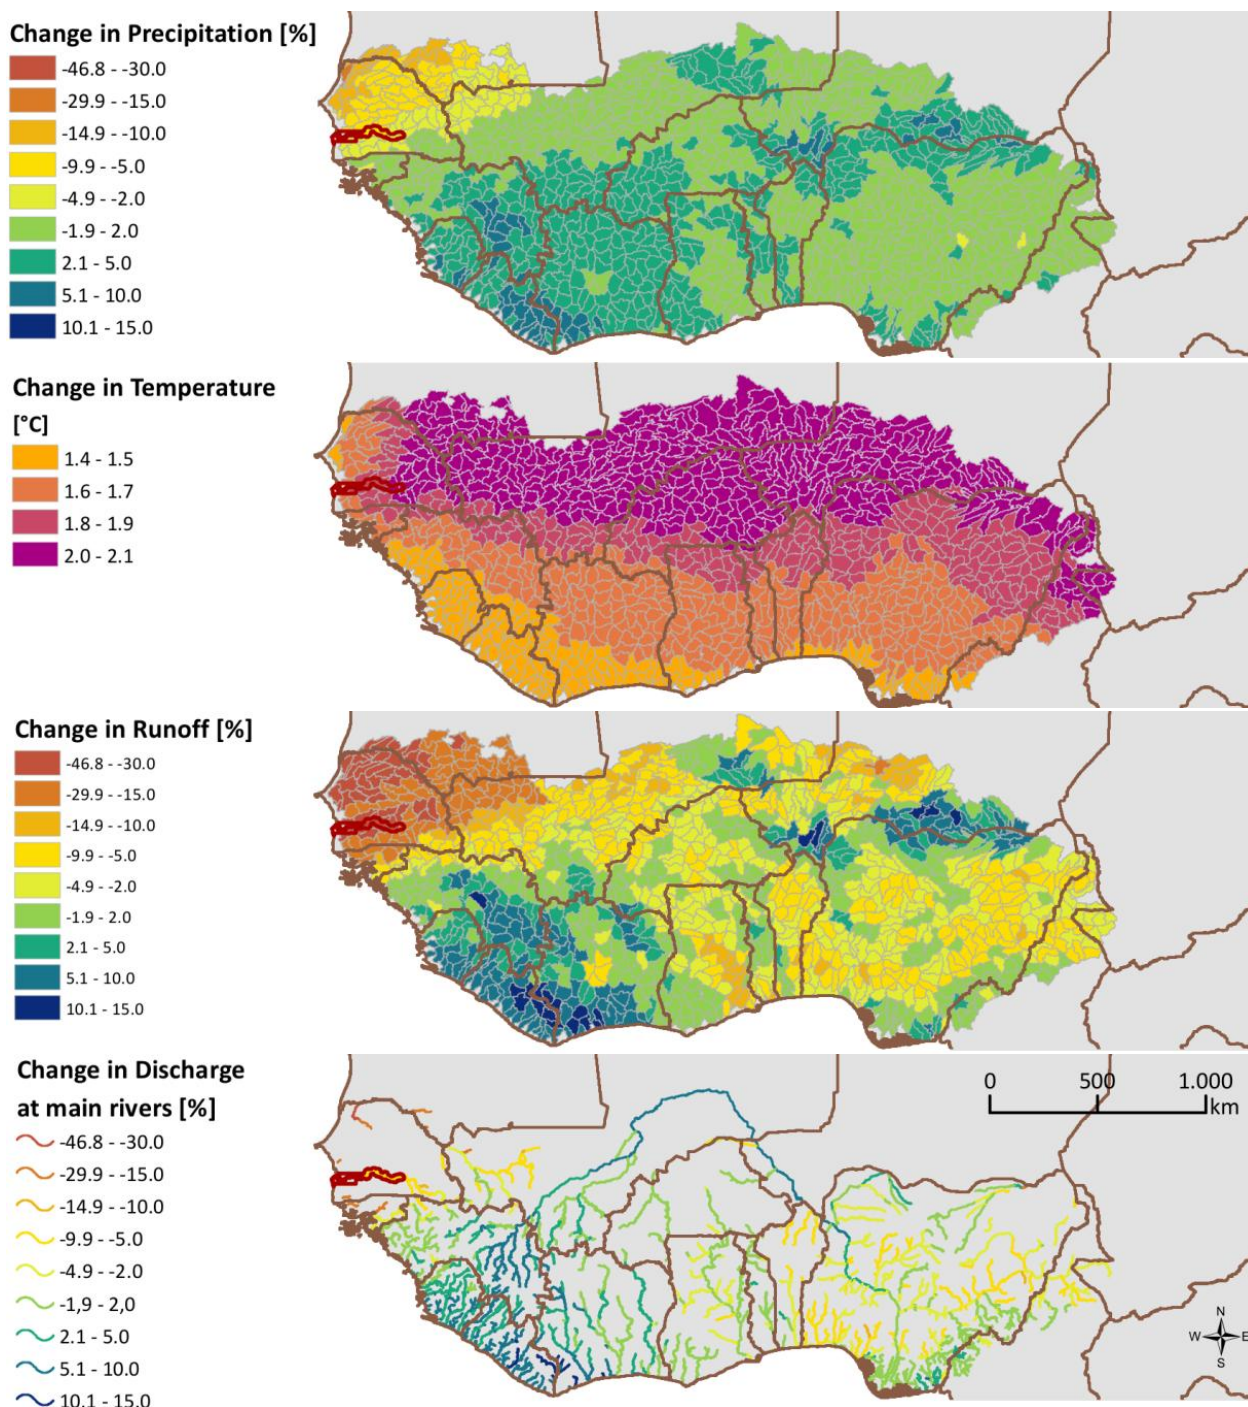 Change in Precipitation [%]
-46.8 - -30.0
-29.9 - -15.0
-14.9 - -10.0
-9.9 - -5.0
-4.9 - -2.0
-1.9 - 2.0
2.1 - 5.0
5.1 - 10.0
10.1 - 15.0
Change in Temperature
[°C]
1.4 - 1.5
1.6 - 1.7
1.8 - 1.9
2.0 - 2.1
Change in Runoff [%]
-46.8 - -30.0
-29.9 - -15.0
-14.9 - -10.0
-9.9 - -5.0
-4.9 - -2.0
-1.9 - 2.0
2.1 - 5.0
5.1 - 10.0
10.1 - 15.0
Change in Discharge
at main rivers [%]
-46.8 - -30.0
-29.9 - -15.0
-14.9 - -10.0
-9.9 - -5.0
-4.9 - -2.0
-1,9 - 2,0
2.1 - 5.0
5.1 - 10.0
10.1 - 15.0
0 500 1.000
km
N
W E
S